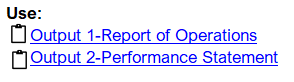 Use:
Output 1-Report of Operations
Output 2-Performance Statement